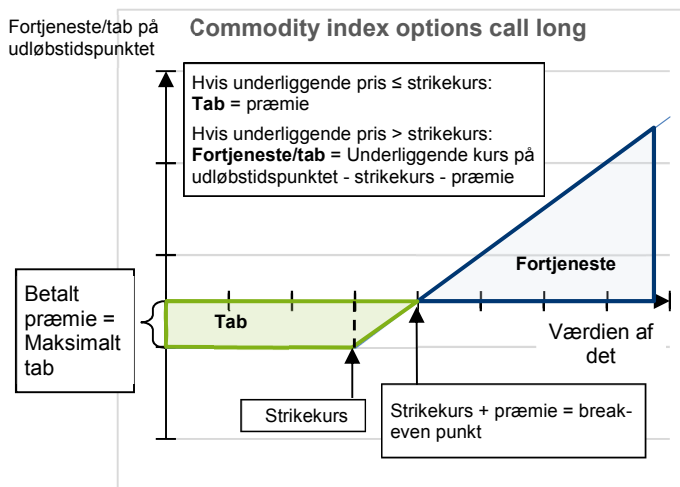 Fortjeneste/tab på
udløbstidspunktet
Commodity index options call long
Hvis underliggende pris ≤ strikekurs:
Tab = præmie
Hvis underliggende pris > strikekurs:
Fortjeneste/tab = Underliggende kurs på
udløbstidspunktet - strikekurs - præmie
Fortjeneste
Betalt
præmie =
Maksimalt
tab
Tab
Værdien af
det
Strikekurs
Strikekurs + præmie = break-
even punkt